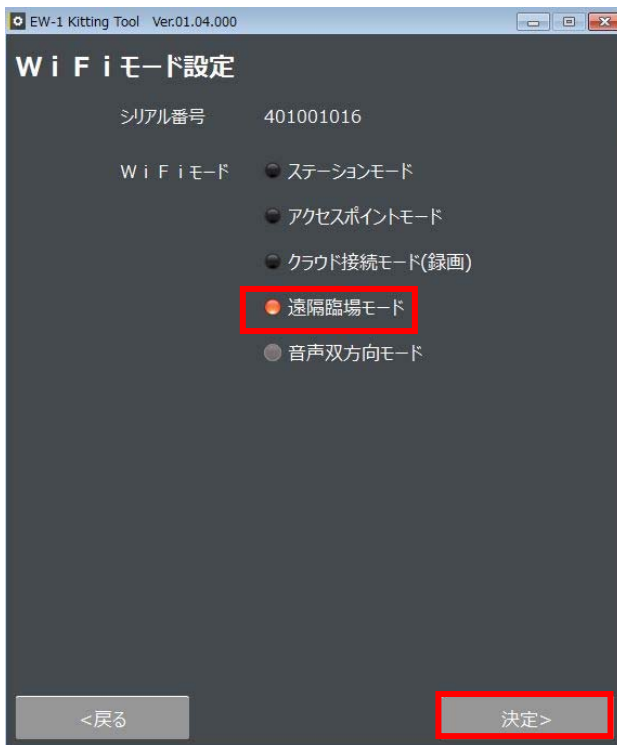 EW-1 Kitting Tool Ver.01.04.000
ＷｉＦｉモード設定
シリアル番号 401001016
ＷｉＦｉモード ステーションモード
アクセスポイントモード
クラウド接続モード(録画)
遠隔臨場モード
音声双方向モード
<戻る 決定>